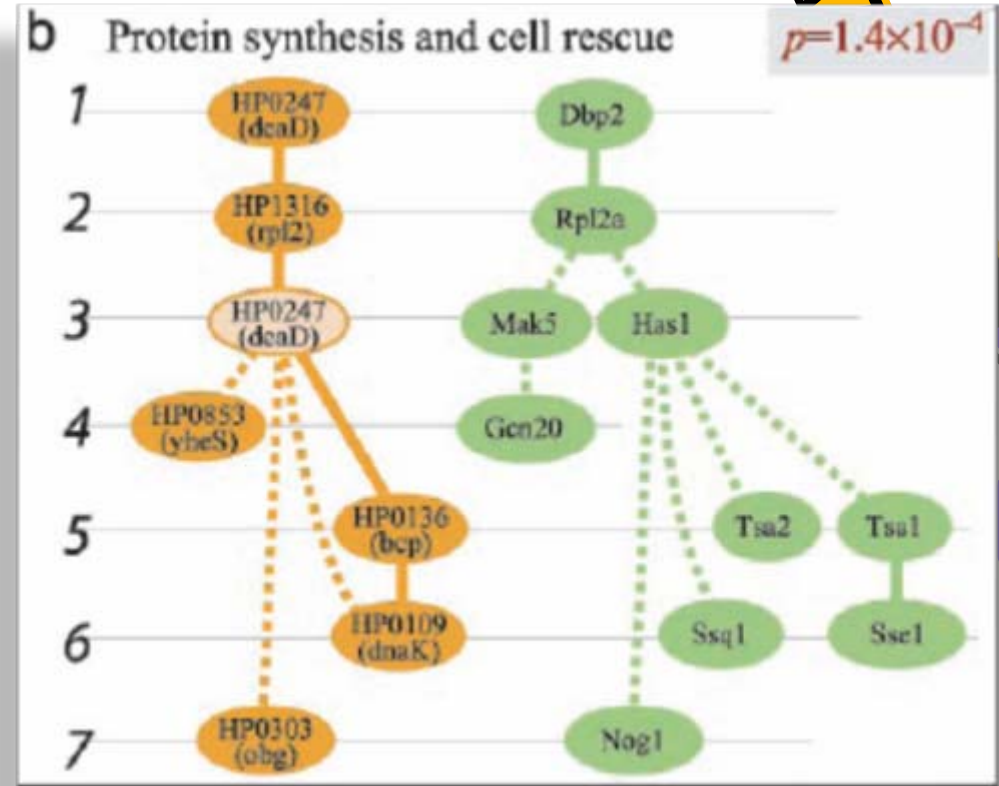 b Protein synthesis and cell rescue
p=1.4×10⁻⁴
1
HP0247
(deaD)
Dbp2
2
HP1316
(rpl2)
Rpl2a
3
HP0247
(deaD)
Mak5
Has1
4
HP0853
(yheS)
Gcn20
5
HP0136
(bcp)
Tsa2
Tsa1
6
HP0109
(dnaK)
Ssq1
Sse1
7
HP0303
(obg)
Nog1